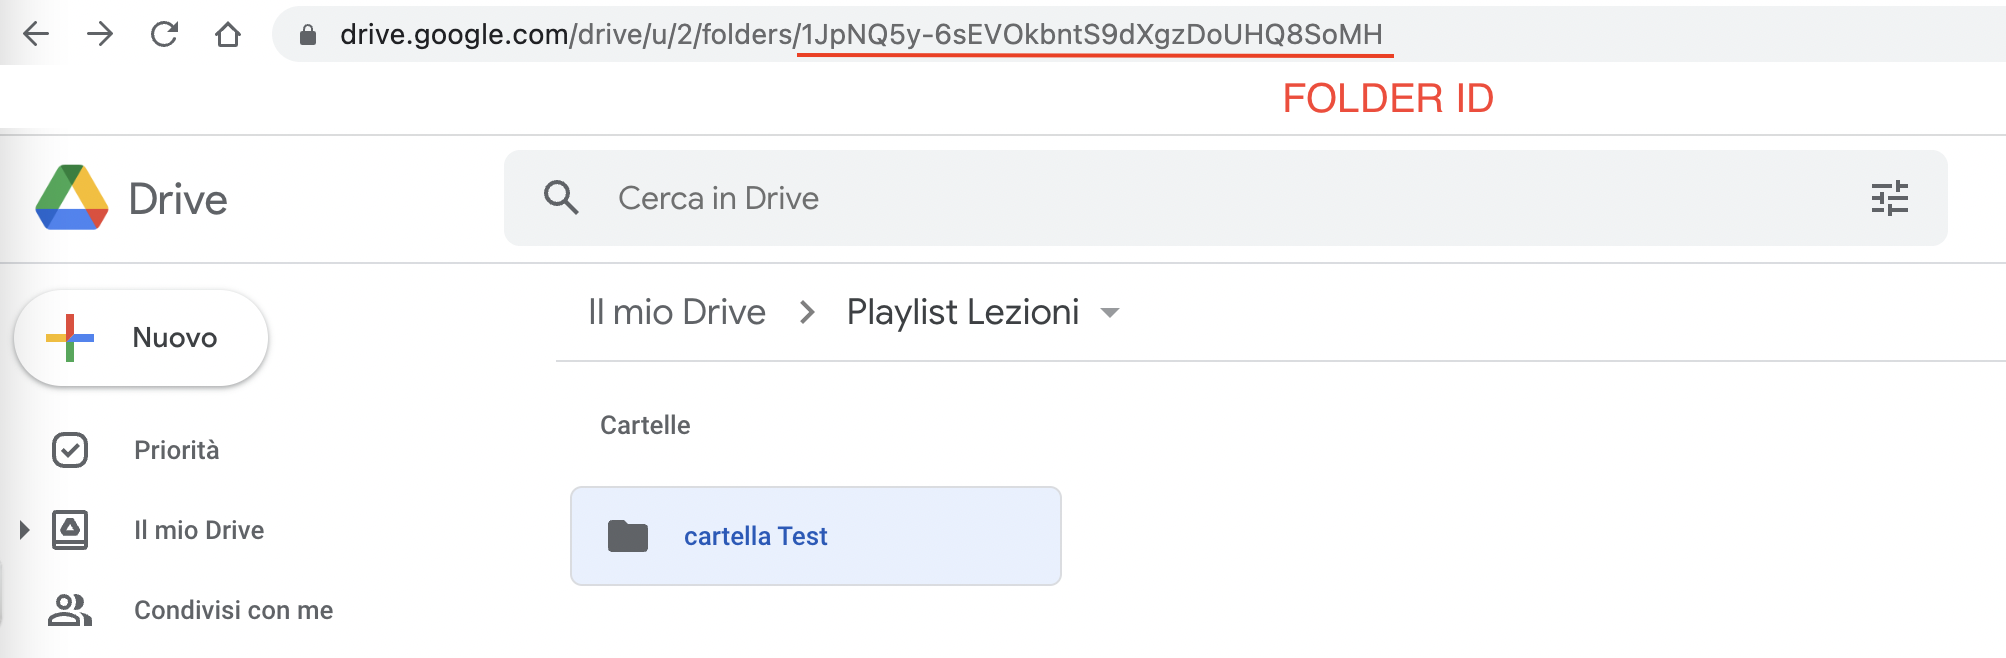 drive.google.com/drive/u/2/folders/1JpNQ5y-6sEVOkbntS9dXgzDoUHQ8SoMH
FOLDER ID
Drive
Cerca in Drive
Nuovo
Il mio Drive > Playlist Lezioni
Cartelle
Priorità
cartella Test
Il mio Drive
Condivisi con me